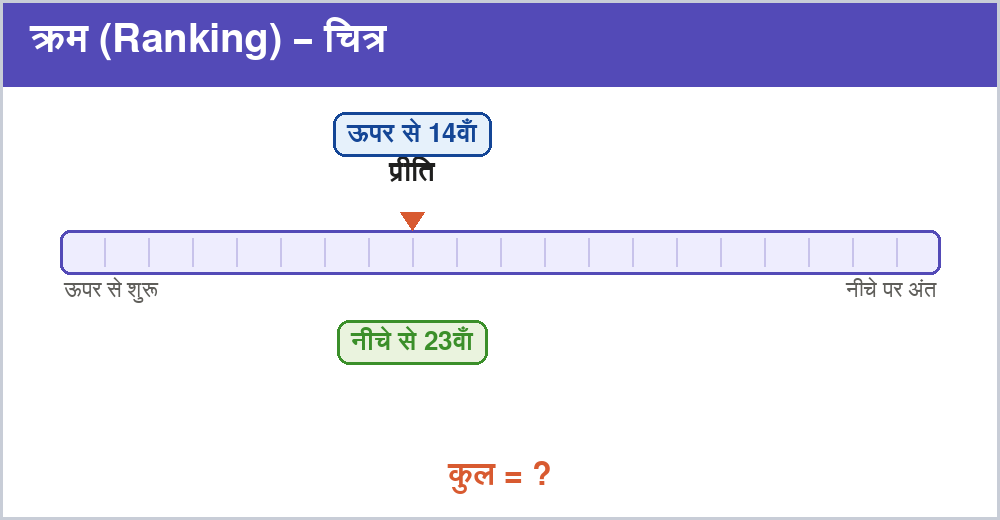 क्रम (Ranking) – चित्र
ऊपर से 14वाँ
प्रीति
ऊपर से शुरू
नीचे पर अंत
नीचे से 23वाँ
कुल = ?